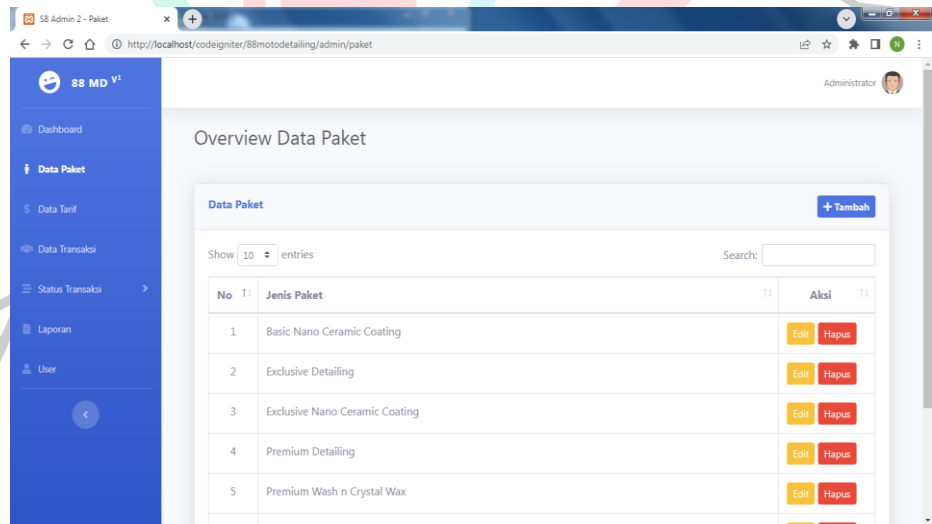 SB Admin 2 - Paket
http://localhost/codeigniter/88motodetailing/admin/paket
N
88 MD V1
Administrator
Dashboard
Data Paket
Data Tarif
Data Transaksi
Status Transaksi
Laporan
User
Overview Data Paket
Data Paket
+ Tambah
Show 10 entries
Search:
No Jenis Paket Aksi
1 Basic Nano Ceramic Coating Edit Hapus
2 Exclusive Detailing Edit Hapus
3 Exclusive Nano Ceramic Coating Edit Hapus
4 Premium Detailing Edit Hapus
5 Premium Wash n Crystal Wax Edit Hapus